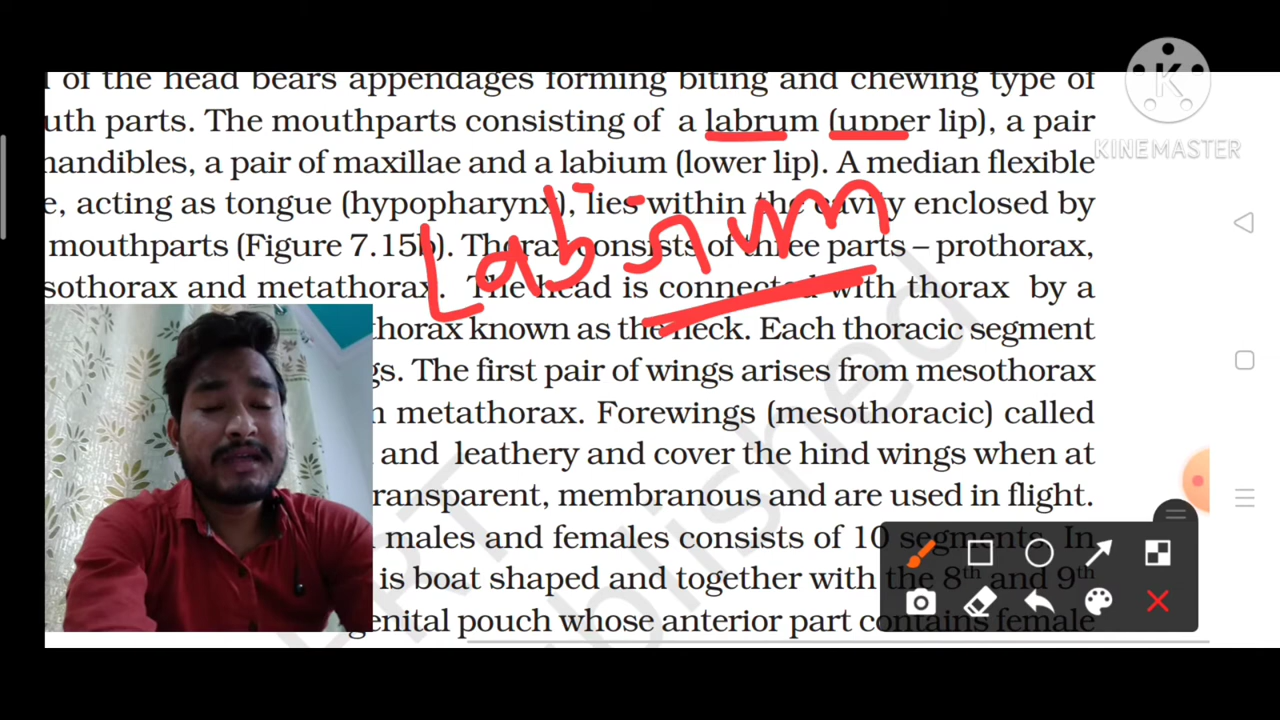 l of the head bears appendages forming biting and chewing type of
uth parts. The mouthparts consisting of a labrum (upper lip), a pair
KINEMASTER
mandibles, a pair of maxillae and a labium (lower lip). A median flexible
e, acting as tongue (hypopharynx), lies within the cavity enclosed by
mouthparts (Figure 7.15b). Thorax consists of three parts – prothorax,
Labrum
sothorax and metathorax. The head is connected with thorax by a
thorax known as the neck. Each thoracic segment
gs. The first pair of wings arises from mesothorax
metathorax. Forewings (mesothoracic) called
and leathery and cover the hind wings when at
ransparent, membranous and are used in flight.
males and females consists of 10 segments. In
is boat shaped and together with the 8th and 9th
genital pouch whose anterior part contains female